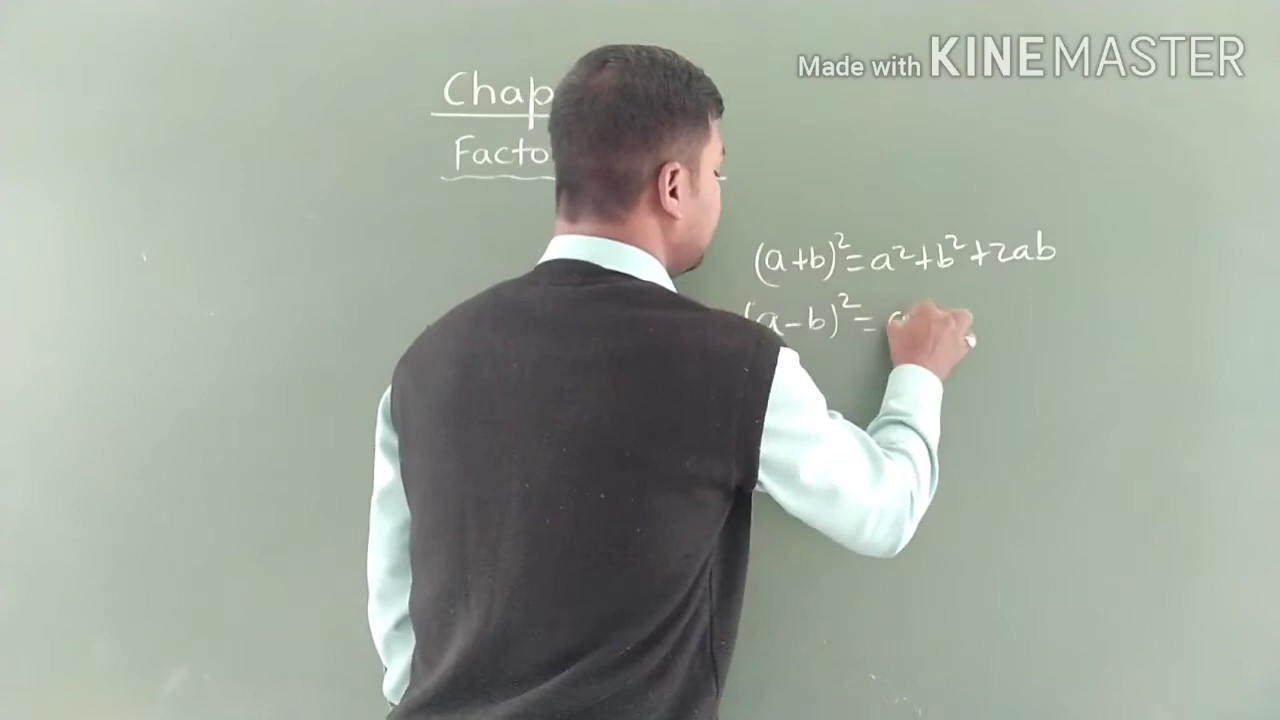 Made with KINEMASTER
Chap
Facto
(a+b)²=a²+b²+2ab
(a-b)²=